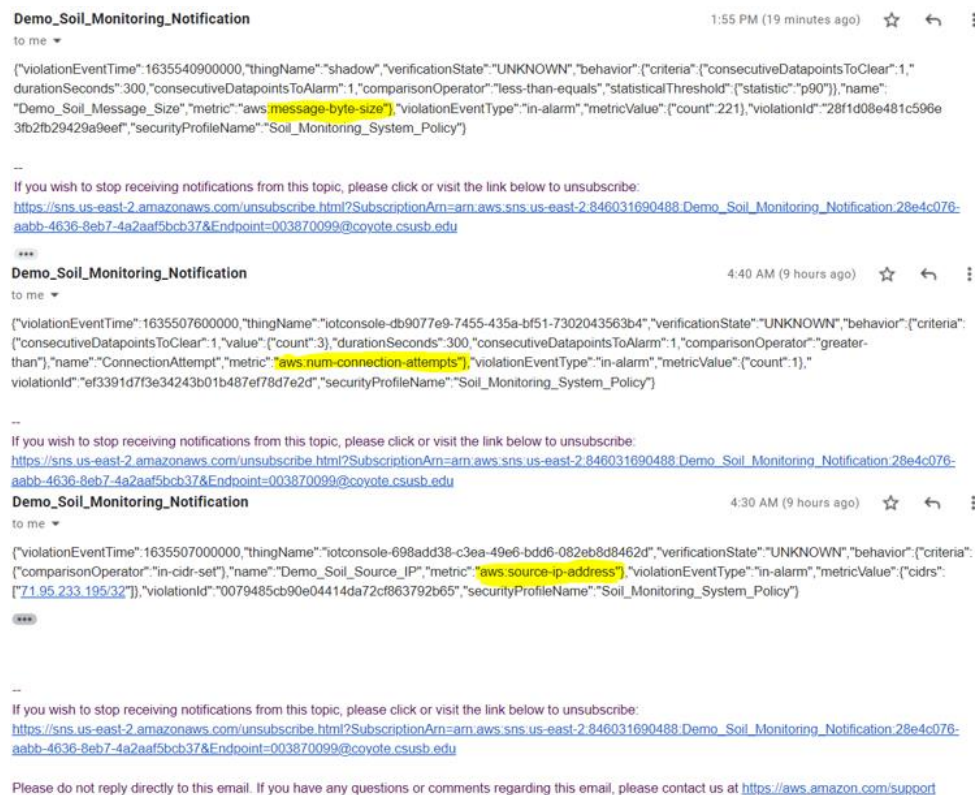 Demo_Soil_Monitoring_Notification 1:55 PM (19 minutes ago)
to me
{"violationEventTime":1635540900000,"thingName":"shadow","verificationState":"UNKNOWN","behavior":{"criteria":{"consecutiveDatapointsToClear":1,"
durationSeconds":300,"consecutiveDatapointsToAlarm":1,"comparisonOperator":"less-than-equals","statisticalThreshold":{"statistic":"p90"}},"name":
"Demo_Soil_Message_Size","metric":"aws:message-byte-size"},"violationEventType":"in-alarm","metricValue":{"count":221},"violationId":"28f1d08e481c596e
3fb2fb29429a9eef","securityProfileName":"Soil_Monitoring_System_Policy"}
--
If you wish to stop receiving notifications from this topic, please click or visit the link below to unsubscribe:
https://sns.us-east-2.amazonaws.com/unsubscribe.html?SubscriptionArn=arn:aws:sns:us-east-2:846031690488:Demo_Soil_Monitoring_Notification:28e4c076-
aabb-4636-8eb7-4a2aaf5bcb37&Endpoint=003870099@coyote.csusb.edu
Demo_Soil_Monitoring_Notification 4:40 AM (9 hours ago)
to me
{"violationEventTime":1635507600000,"thingName":"iotconsole-db9077e9-7455-435a-bf51-7302043563b4","verificationState":"UNKNOWN","behavior":{"criteria":
{"consecutiveDatapointsToClear":1,"value":{"count":3},"durationSeconds":300,"consecutiveDatapointsToAlarm":1,"comparisonOperator":"greater-
than"},"name":"ConnectionAttempt","metric":"aws:num-connection-attempts"},"violationEventType":"in-alarm","metricValue":{"count":1},"
violationId":"ef3391d7f3e34243b01b487ef78d7e2d","securityProfileName":"Soil_Monitoring_System_Policy"}
--
If you wish to stop receiving notifications from this topic, please click or visit the link below to unsubscribe:
https://sns.us-east-2.amazonaws.com/unsubscribe.html?SubscriptionArn=arn:aws:sns:us-east-2:846031690488:Demo_Soil_Monitoring_Notification:28e4c076-
aabb-4636-8eb7-4a2aaf5bcb37&Endpoint=003870099@coyote.csusb.edu
Demo_Soil_Monitoring_Notification 4:30 AM (9 hours ago)
to me
{"violationEventTime":1635507000000,"thingName":"iotconsole-698add38-c3ea-49e6-bdd6-082eb8d8462d","verificationState":"UNKNOWN","behavior":{"criteria":
{"comparisonOperator":"in-cidr-set"},"name":"Demo_Soil_Source_IP","metric":"aws:source-ip-address"},"violationEventType":"in-alarm","metricValue":{"cidrs":
["71.95.233.195/32"]},"violationId":"0079485cb90e04414da72cf863792b65","securityProfileName":"Soil_Monitoring_System_Policy"}
--
If you wish to stop receiving notifications from this topic, please click or visit the link below to unsubscribe:
https://sns.us-east-2.amazonaws.com/unsubscribe.html?SubscriptionArn=arn:aws:sns:us-east-2:846031690488:Demo_Soil_Monitoring_Notification:28e4c076-
aabb-4636-8eb7-4a2aaf5bcb37&Endpoint=003870099@coyote.csusb.edu
Please do not reply directly to this email. If you have any questions or comments regarding this email, please contact us at https://aws.amazon.com/support